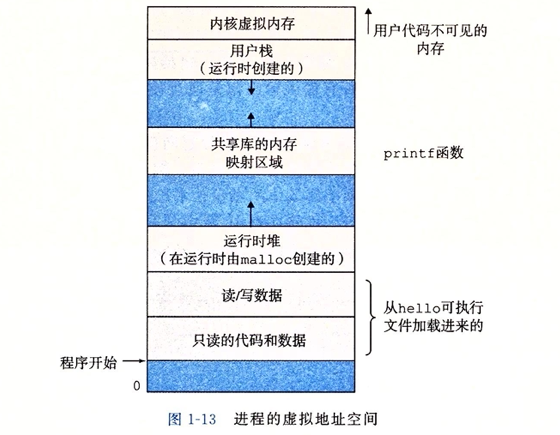 内核虚拟内存
用户代码不可见的
内存
用户栈
（运行时创建的）
共享库的内存
映射区域
printf函数
运行时堆
（在运行时由malloc创建的）
读/写数据
从hello可执行
文件加载进来的
只读的代码和数据
程序开始
0
图 1-13 进程的虚拟地址空间